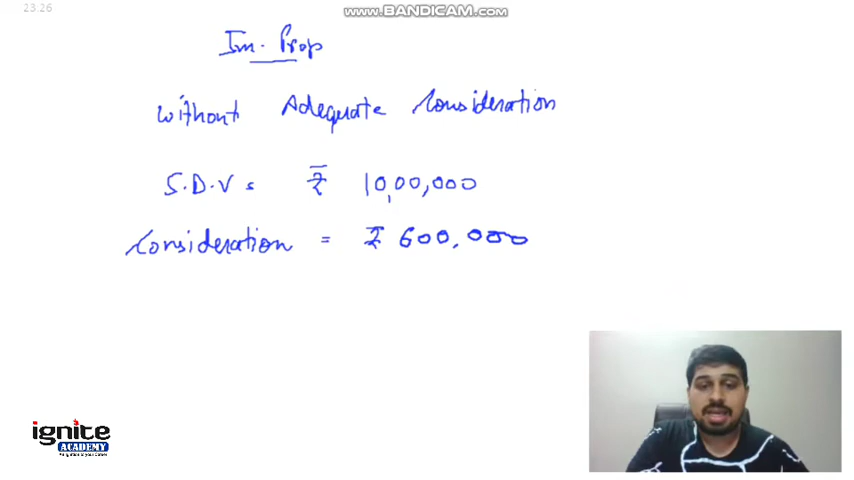 23.26
www.BANDICAM.com
Im. Prop
without Adequate Consideration
S.D.V = ₹ 10,00,000
Consideration = ₹ 600,000
ignite
ACADEMY